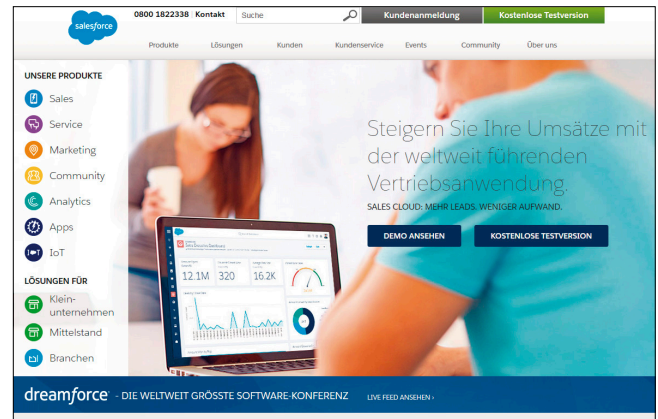 salesforce
0800 1822338 | Kontakt
Suche
Kundenanmeldung
Kostenlose Testversion
Produkte
Lösungen
Kunden
Kundenservice
Events
Community
Über uns
UNSERE PRODUKTE
Sales
Service
Marketing
Community
Analytics
Apps
IoT
LÖSUNGEN FÜR
Klein-
unternehmen
Mittelstand
Branchen
Steigern Sie Ihre Umsätze mit
der weltweit führenden
Vertriebsanwendung.
SALES CLOUD: MEHR LEADS. WENIGER AUFWAND.
DEMO ANSEHEN
KOSTENLOSE TESTVERSION
12.1M
320
16.2K
dreamforce - DIE WELTWEIT GRÖSSTE SOFTWARE-KONFERENZ
LIVE FEED ANSEHEN ›